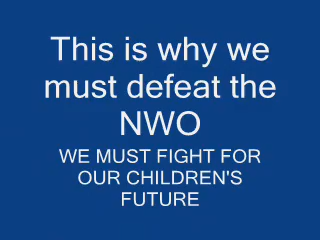 This is why we
must defeat the
NWO
WE MUST FIGHT FOR
OUR CHILDREN'S
FUTURE